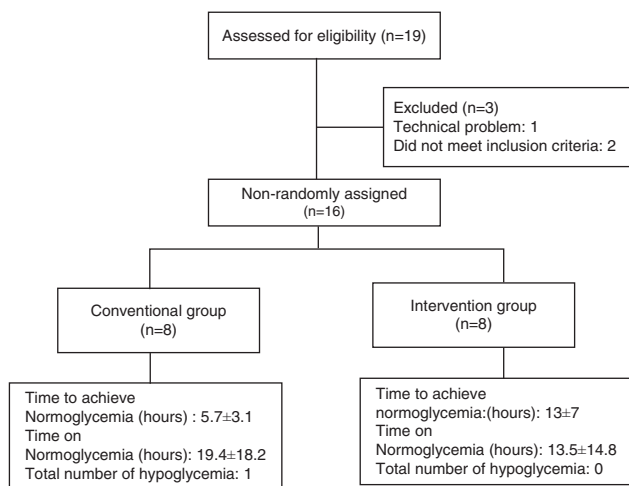 Assessed for eligibility (n=19)
Excluded (n=3)
Technical problem: 1
Did not meet inclusion criteria: 2
Non-randomly assigned
(n=16)
Conventional group
(n=8)
Intervention group
(n=8)
Time to achieve
Normoglycemia (hours) : 5.7±3.1
Time on
Normoglycemia (hours): 19.4±18.2
Total number of hypoglycemia: 1
Time to achieve
normoglycemia:(hours): 13±7
Time on
Normoglycemia (hours): 13.5±14.8
Total number of hypoglycemia: 0